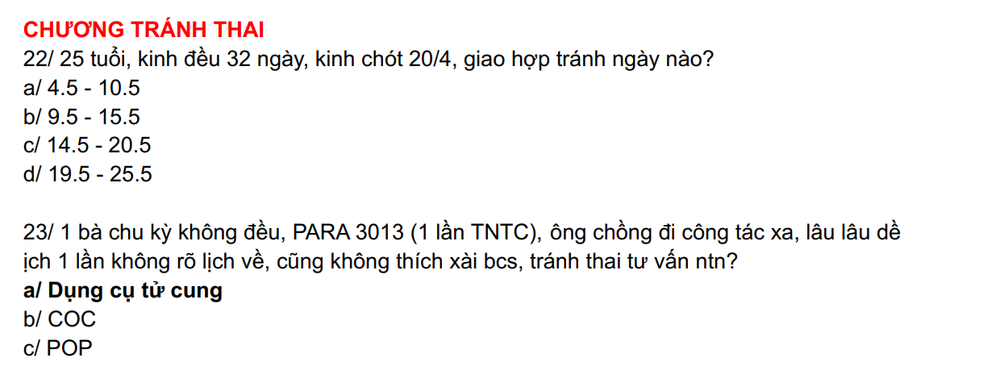 CHƯƠNG TRÁNH THAI
22/ 25 tuổi, kinh đều 32 ngày, kinh chót 20/4, giao hợp tránh ngày nào?
a/ 4.5 - 10.5
b/ 9.5 - 15.5
c/ 14.5 - 20.5
d/ 19.5 - 25.5
23/ 1 bà chu kỳ không đều, PARA 3013 (1 lần TNTC), ông chồng đi công tác xa, lâu lâu dề
ịch 1 lần không rõ lịch về, cũng không thích xài bcs, tránh thai tư vấn ntn?
a/ Dụng cụ tử cung
b/ COC
c/ POP